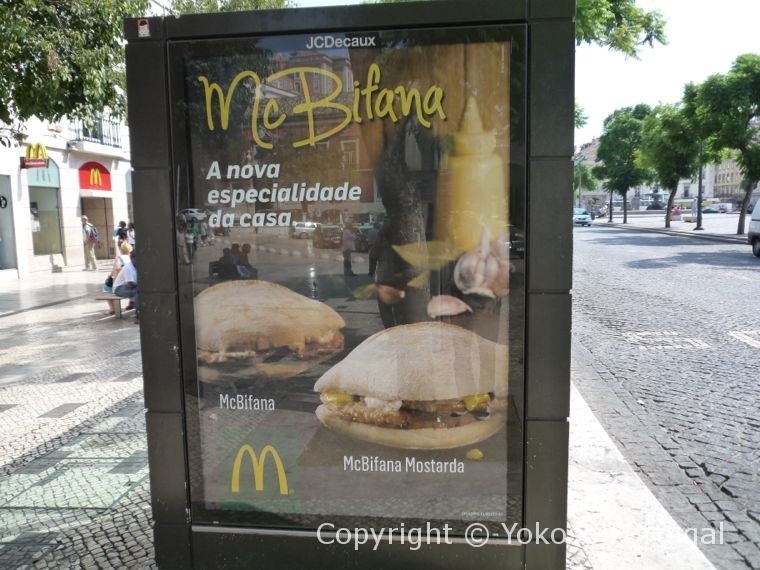 JCDecaux
McBifana
A nova
especialidade
da casa
McBifana
McBifana Mostarda
Copyright © Yoko